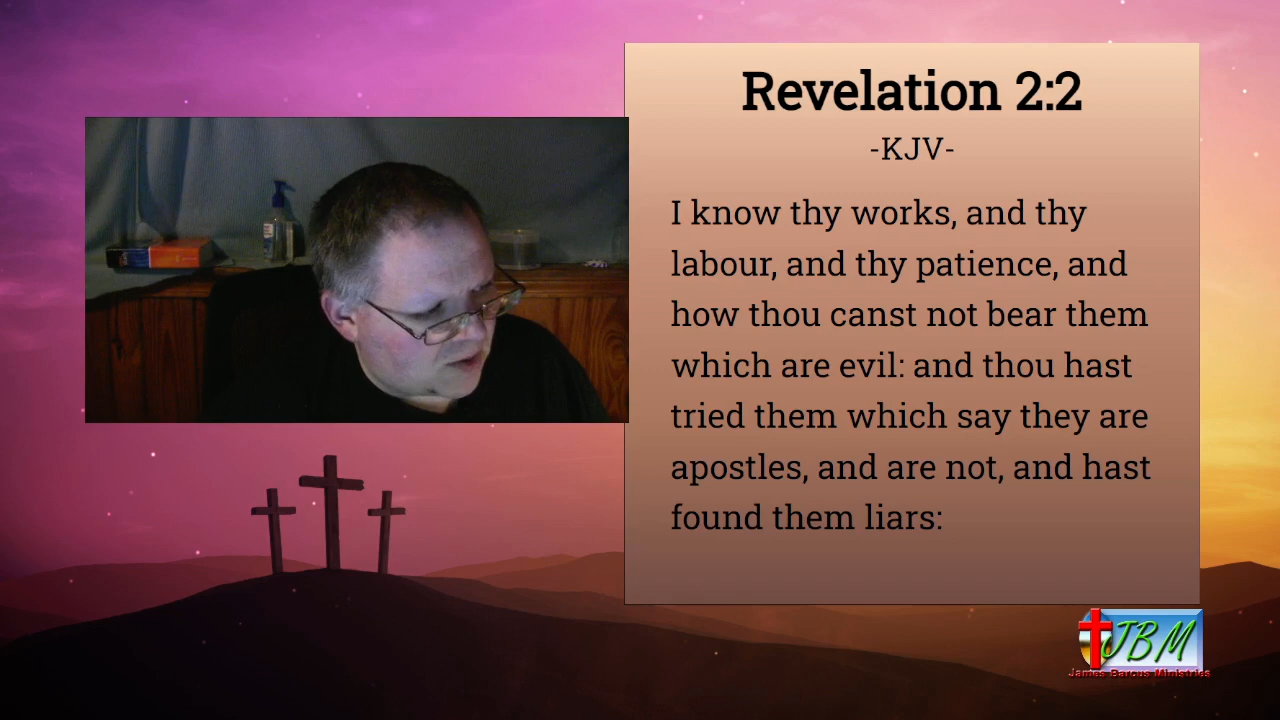 Revelation 2:2
-KJV-
I know thy works, and thy
labour, and thy patience, and
how thou canst not bear them
which are evil: and thou hast
tried them which say they are
apostles, and are not, and hast
found them liars:
JBM
James Barcus Ministries